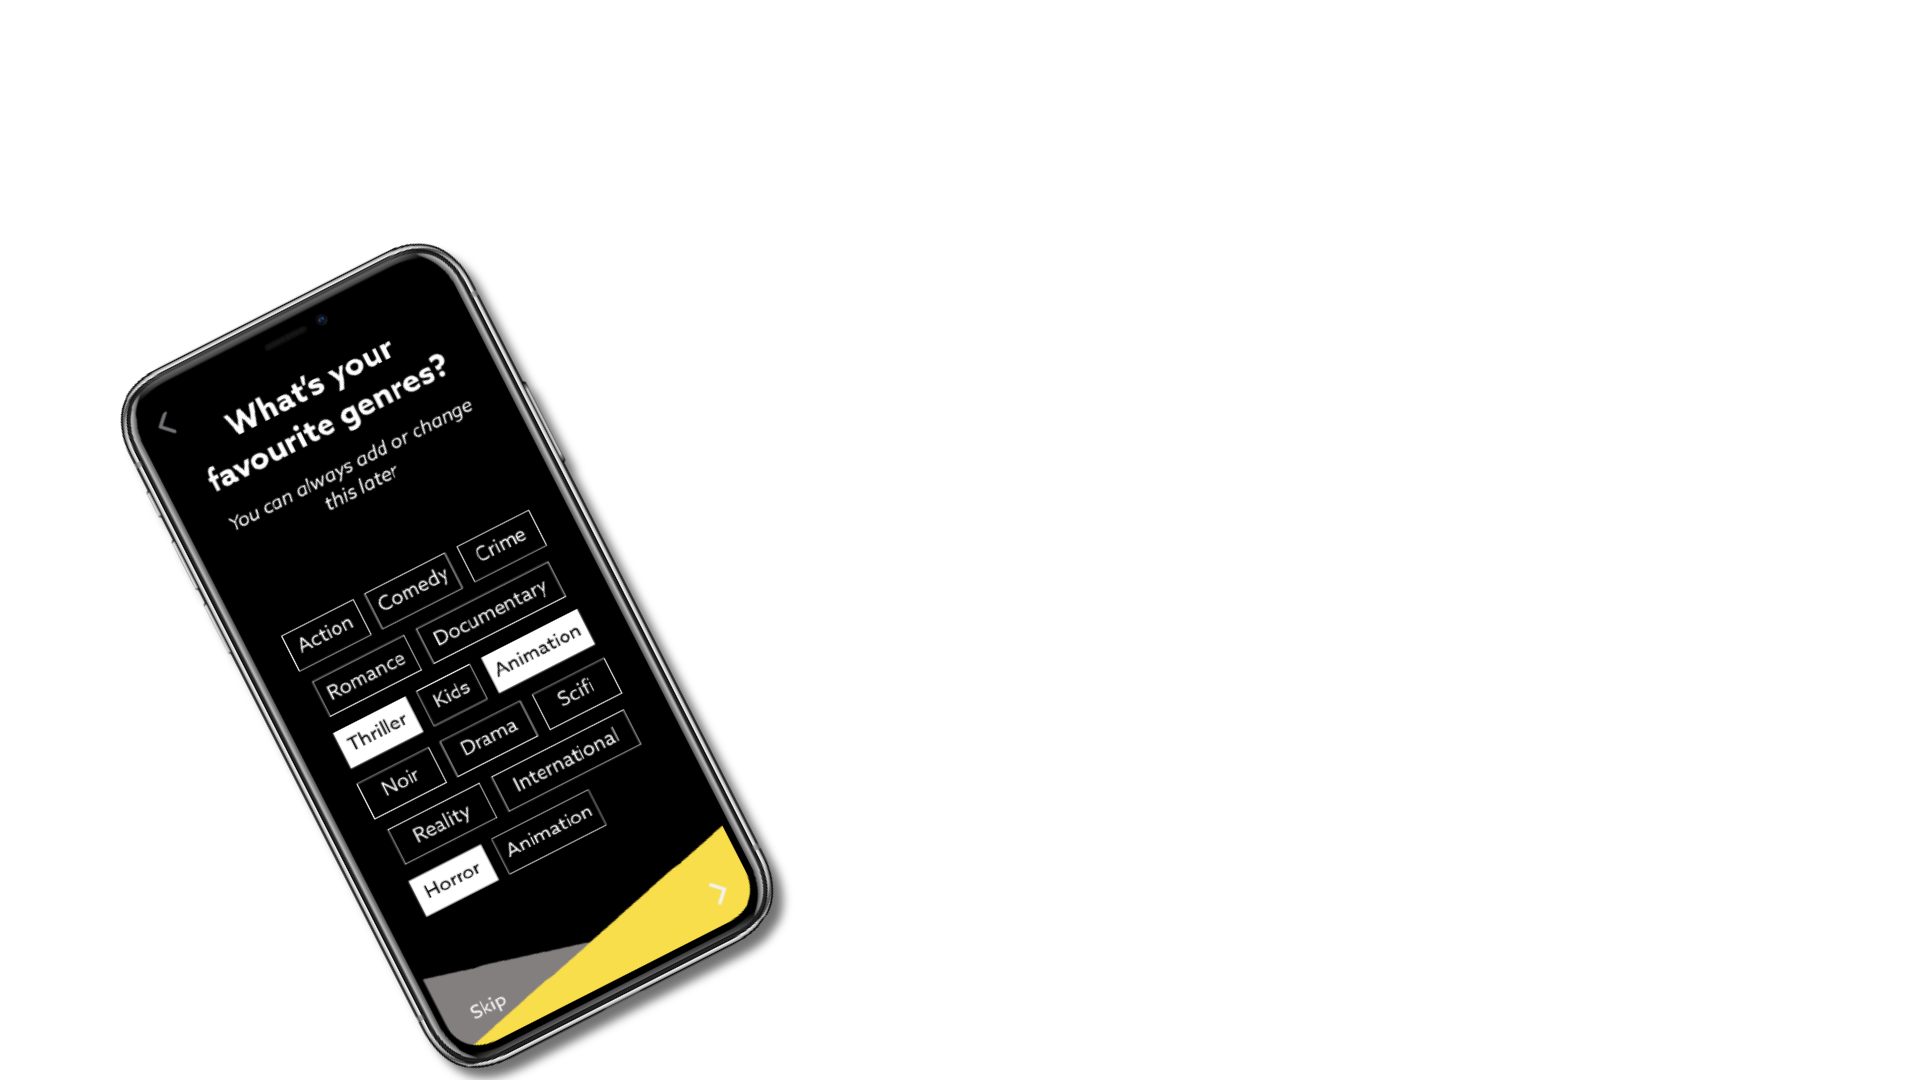 What's your
favourite genres?
You can always add or change
this later
Action Comedy Crime
Romance Documentary
Thriller Kids Animation
Noir Drama Scifi
Reality International
Horror Animation
Skip